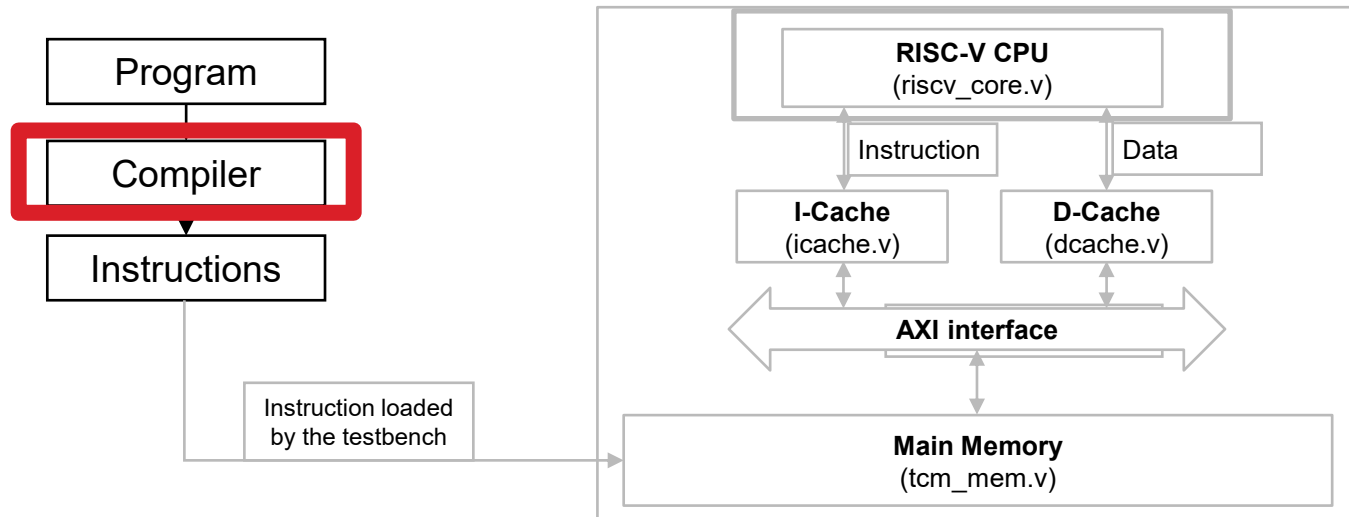 Program
Compiler
Instructions
Instruction loaded
by the testbench
RISC-V CPU
(riscv_core.v)
Instruction
Data
I-Cache
(icache.v)
D-Cache
(dcache.v)
AXI interface
Main Memory
(tcm_mem.v)